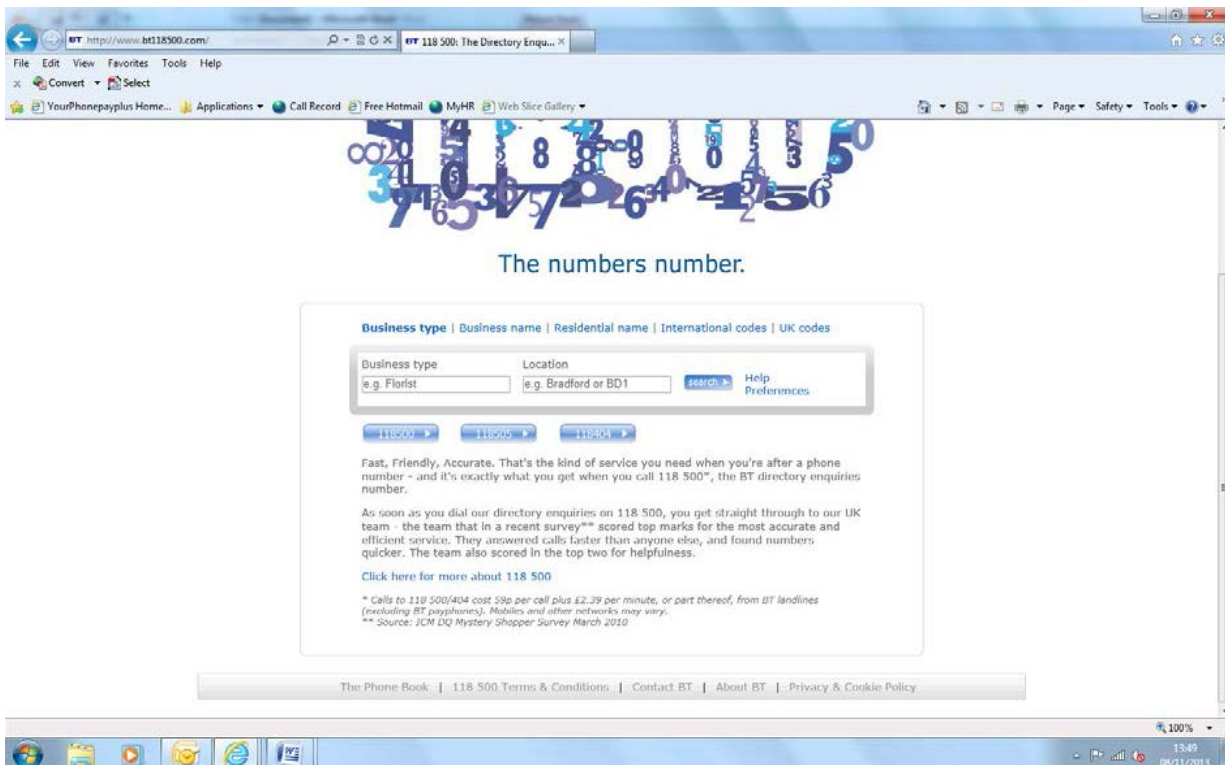 http://www.bt118500.com/
BT 118 500: The Directory Enqu...
File Edit View Favorites Tools Help
x Convert Select
YourPhonepayplus Home... Applications Call Record Free Hotmail MyHR Web Slice Gallery Page Safety Tools
The numbers number.
Business type | Business name | Residential name | International codes | UK codes
Business type Location
e.g. Florist e.g. Bradford or BD1 search Help
Preferences
118500 118505 118404
Fast, Friendly, Accurate. That's the kind of service you need when you're after a phone
number - and it's exactly what you get when you call 118 500*, the BT directory enquiries
number.
As soon as you dial our directory enquiries on 118 500, you get straight through to our UK
team - the team that in a recent survey** scored top marks for the most accurate and
efficient service. They answered calls faster than anyone else, and found numbers
quicker. The team also scored in the top two for helpfulness.
Click here for more about 118 500
* Calls to 118 500/404 cost 59p per call plus £2.39 per minute, or part thereof, from BT landlines
(excluding BT payphones). Mobiles and other networks may vary.
** Source: ICM DQ Mystery Shopper Survey March 2010
The Phone Book | 118 500 Terms & Conditions | Contact BT | About BT | Privacy & Cookie Policy
100%
13:49
08/11/2013